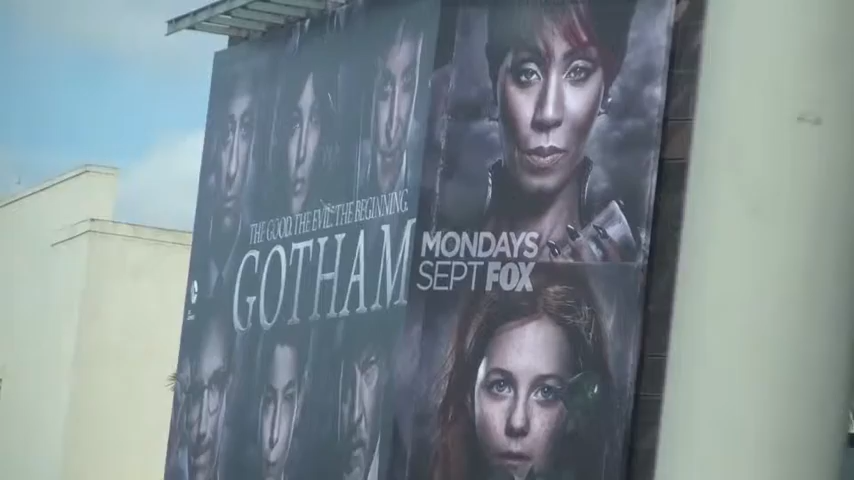 THE GOOD. THE EVIL. THE BEGINNING.
GOTHAM
MONDAYS
SEPT FOX